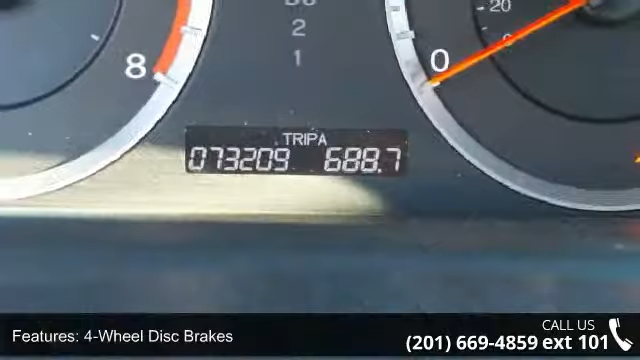 20
2
0
1
8
0
TRIPA
073209 688.7
CALL US
Features: 4-Wheel Disc Brakes
(201) 669-4859 ext 101